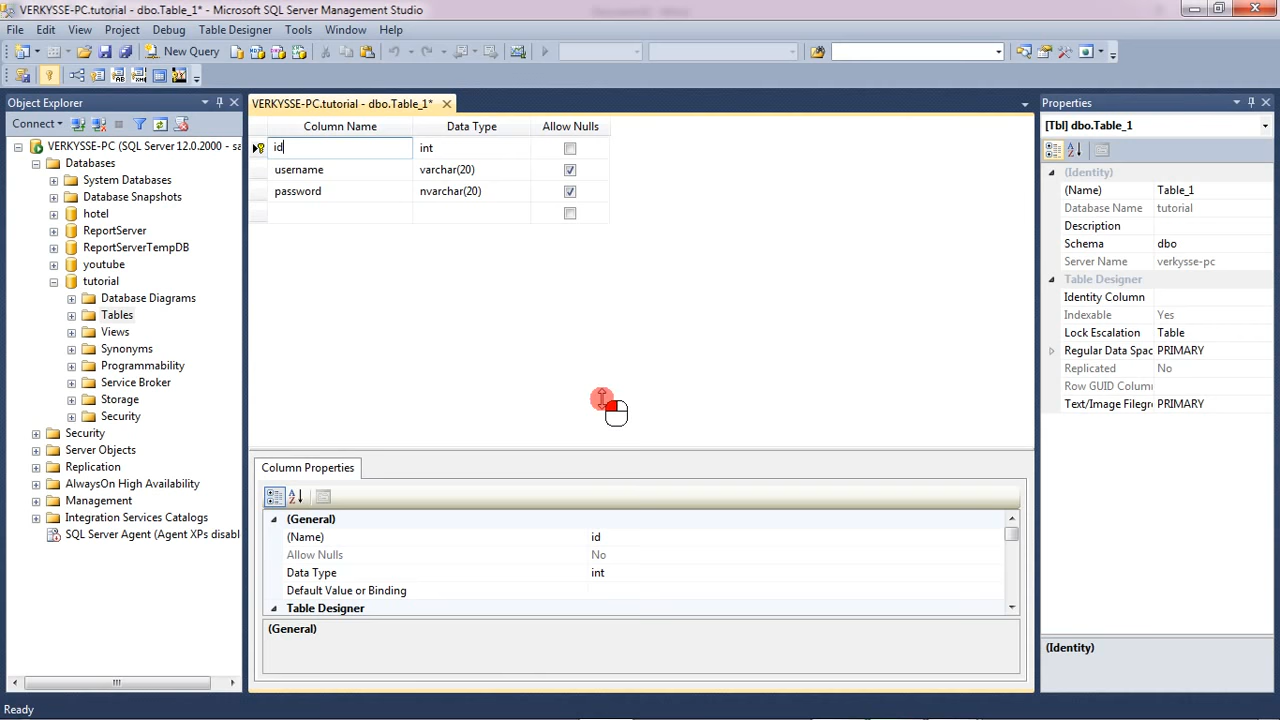 VERKYSSE-PC.tutorial - dbo.Table_1* - Microsoft SQL Server Management Studio
File Edit View Project Debug Table Designer Tools Window Help
New Query
Object Explorer
Connect
VERKYSSE-PC (SQL Server 12.0.2000 - sa
Databases
System Databases
Database Snapshots
hotel
ReportServer
ReportServerTempDB
youtube
tutorial
Database Diagrams
Tables
Views
Synonyms
Programmability
Service Broker
Storage
Security
Security
Server Objects
Replication
AlwaysOn High Availability
Management
Integration Services Catalogs
SQL Server Agent (Agent XPs disabl
VERKYSSE-PC.tutorial - dbo.Table_1*
Column Name Data Type Allow Nulls
id int
username varchar(20)
password nvarchar(20)
Column Properties
(General)
(Name) id
Allow Nulls No
Data Type int
Default Value or Binding
Table Designer
(General)
Properties
[Tbl] dbo.Table_1
(Identity)
(Name) Table_1
Database Name tutorial
Description
Schema dbo
Server Name verkysse-pc
Table Designer
Identity Column
Indexable Yes
Lock Escalation Table
Regular Data Spac PRIMARY
Replicated No
Row GUID Column
Text/Image Filegre PRIMARY
(Identity)
Ready